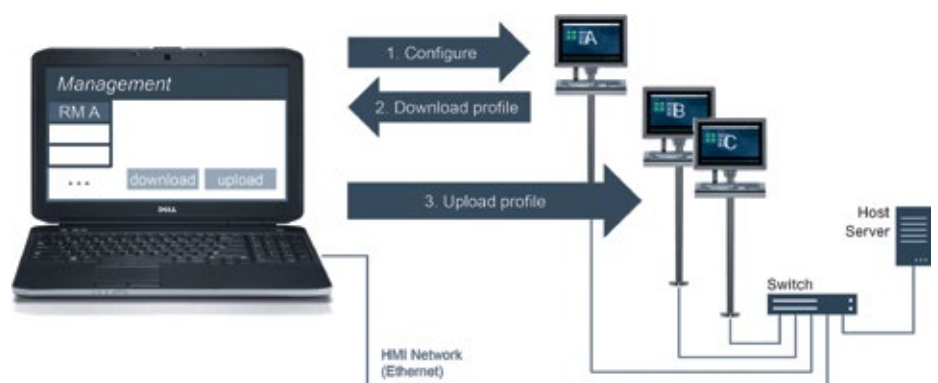 Management
RM A
...
download
upload
DELL
1. Configure
2. Download profile
3. Upload profile
A
B
C
Host
Server
Switch
HMI Network
(Ethernet)